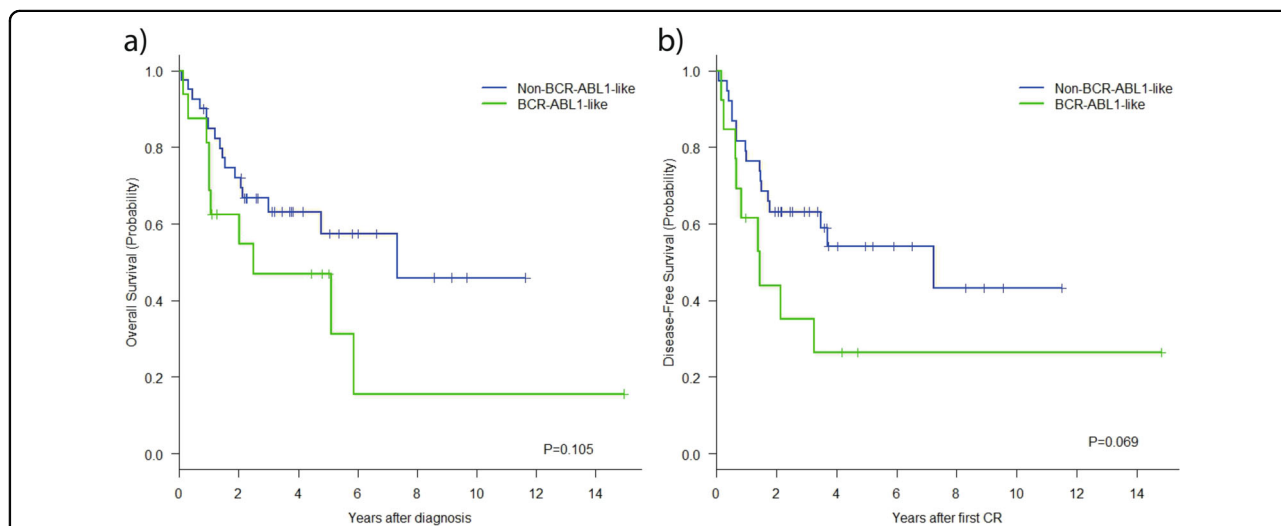 a)
Non-BCR-ABL1-like
BCR-ABL1-like
Overall Survival (Probability)
1.0
0.8
0.6
0.4
0.2
0.0
P=0.105
0 2 4 6 8 10 12 14
Years after diagnosis
b)
Non-BCR-ABL1-like
BCR-ABL1-like
Disease-Free Survival (Probability)
1.0
0.8
0.6
0.4
0.2
0.0
P=0.069
0 2 4 6 8 10 12 14
Years after first CR